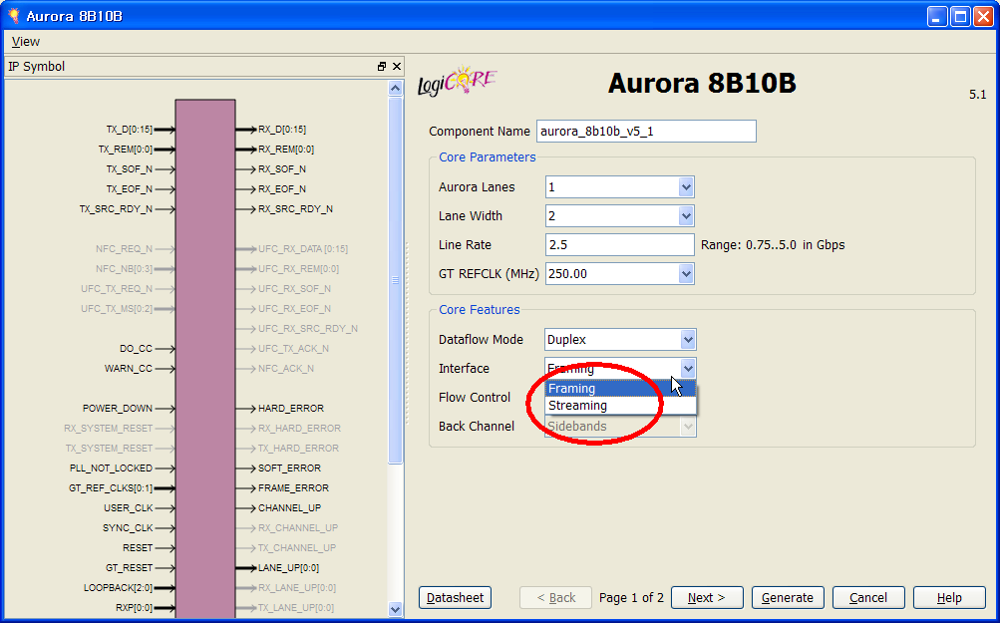 Aurora 8B10B
View
IP Symbol
TX_D[0:15]
TX_REM[0:0]
TX_SOF_N
TX_EOF_N
TX_SRC_RDY_N
NFC_REQ_N
NFC_NB[0:3]
UFC_TX_REQ_N
UFC_TX_MS[0:2]
DO_CC
WARN_CC
POWER_DOWN
RX_SYSTEM_RESET
TX_SYSTEM_RESET
PLL_NOT_LOCKED
GT_REF_CLKS[0:1]
USER_CLK
SYNC_CLK
RESET
GT_RESET
LOOPBACK[2:0]
RXP[0:0]
RX_D[0:15]
RX_REM[0:0]
RX_SOF_N
RX_EOF_N
RX_SRC_RDY_N
UFC_RX_DATA [0:15]
UFC_RX_REM[0:0]
UFC_RX_SOF_N
UFC_RX_EOF_N
UFC_RX_SRC_RDY_N
UFC_TX_ACK_N
NFC_ACK_N
HARD_ERROR
RX_HARD_ERROR
TX_HARD_ERROR
SOFT_ERROR
FRAME_ERROR
CHANNEL_UP
RX_CHANNEL_UP
TX_CHANNEL_UP
LANE_UP[0:0]
RX_LANE_UP[0:0]
TX_LANE_UP[0:0]
LogiCORE
Aurora 8B10B
5.1
Component Name aurora_8b10b_v5_1
Core Parameters
Aurora Lanes 1
Lane Width 2
Line Rate 2.5 Range: 0.75..5.0 in Gbps
GT REFCLK (MHz) 250.00
Core Features
Dataflow Mode Duplex
Interface Framing
Framing
Flow Control
Streaming
Back Channel Sidebands
Datasheet < Back Page 1 of 2 Next > Generate Cancel Help